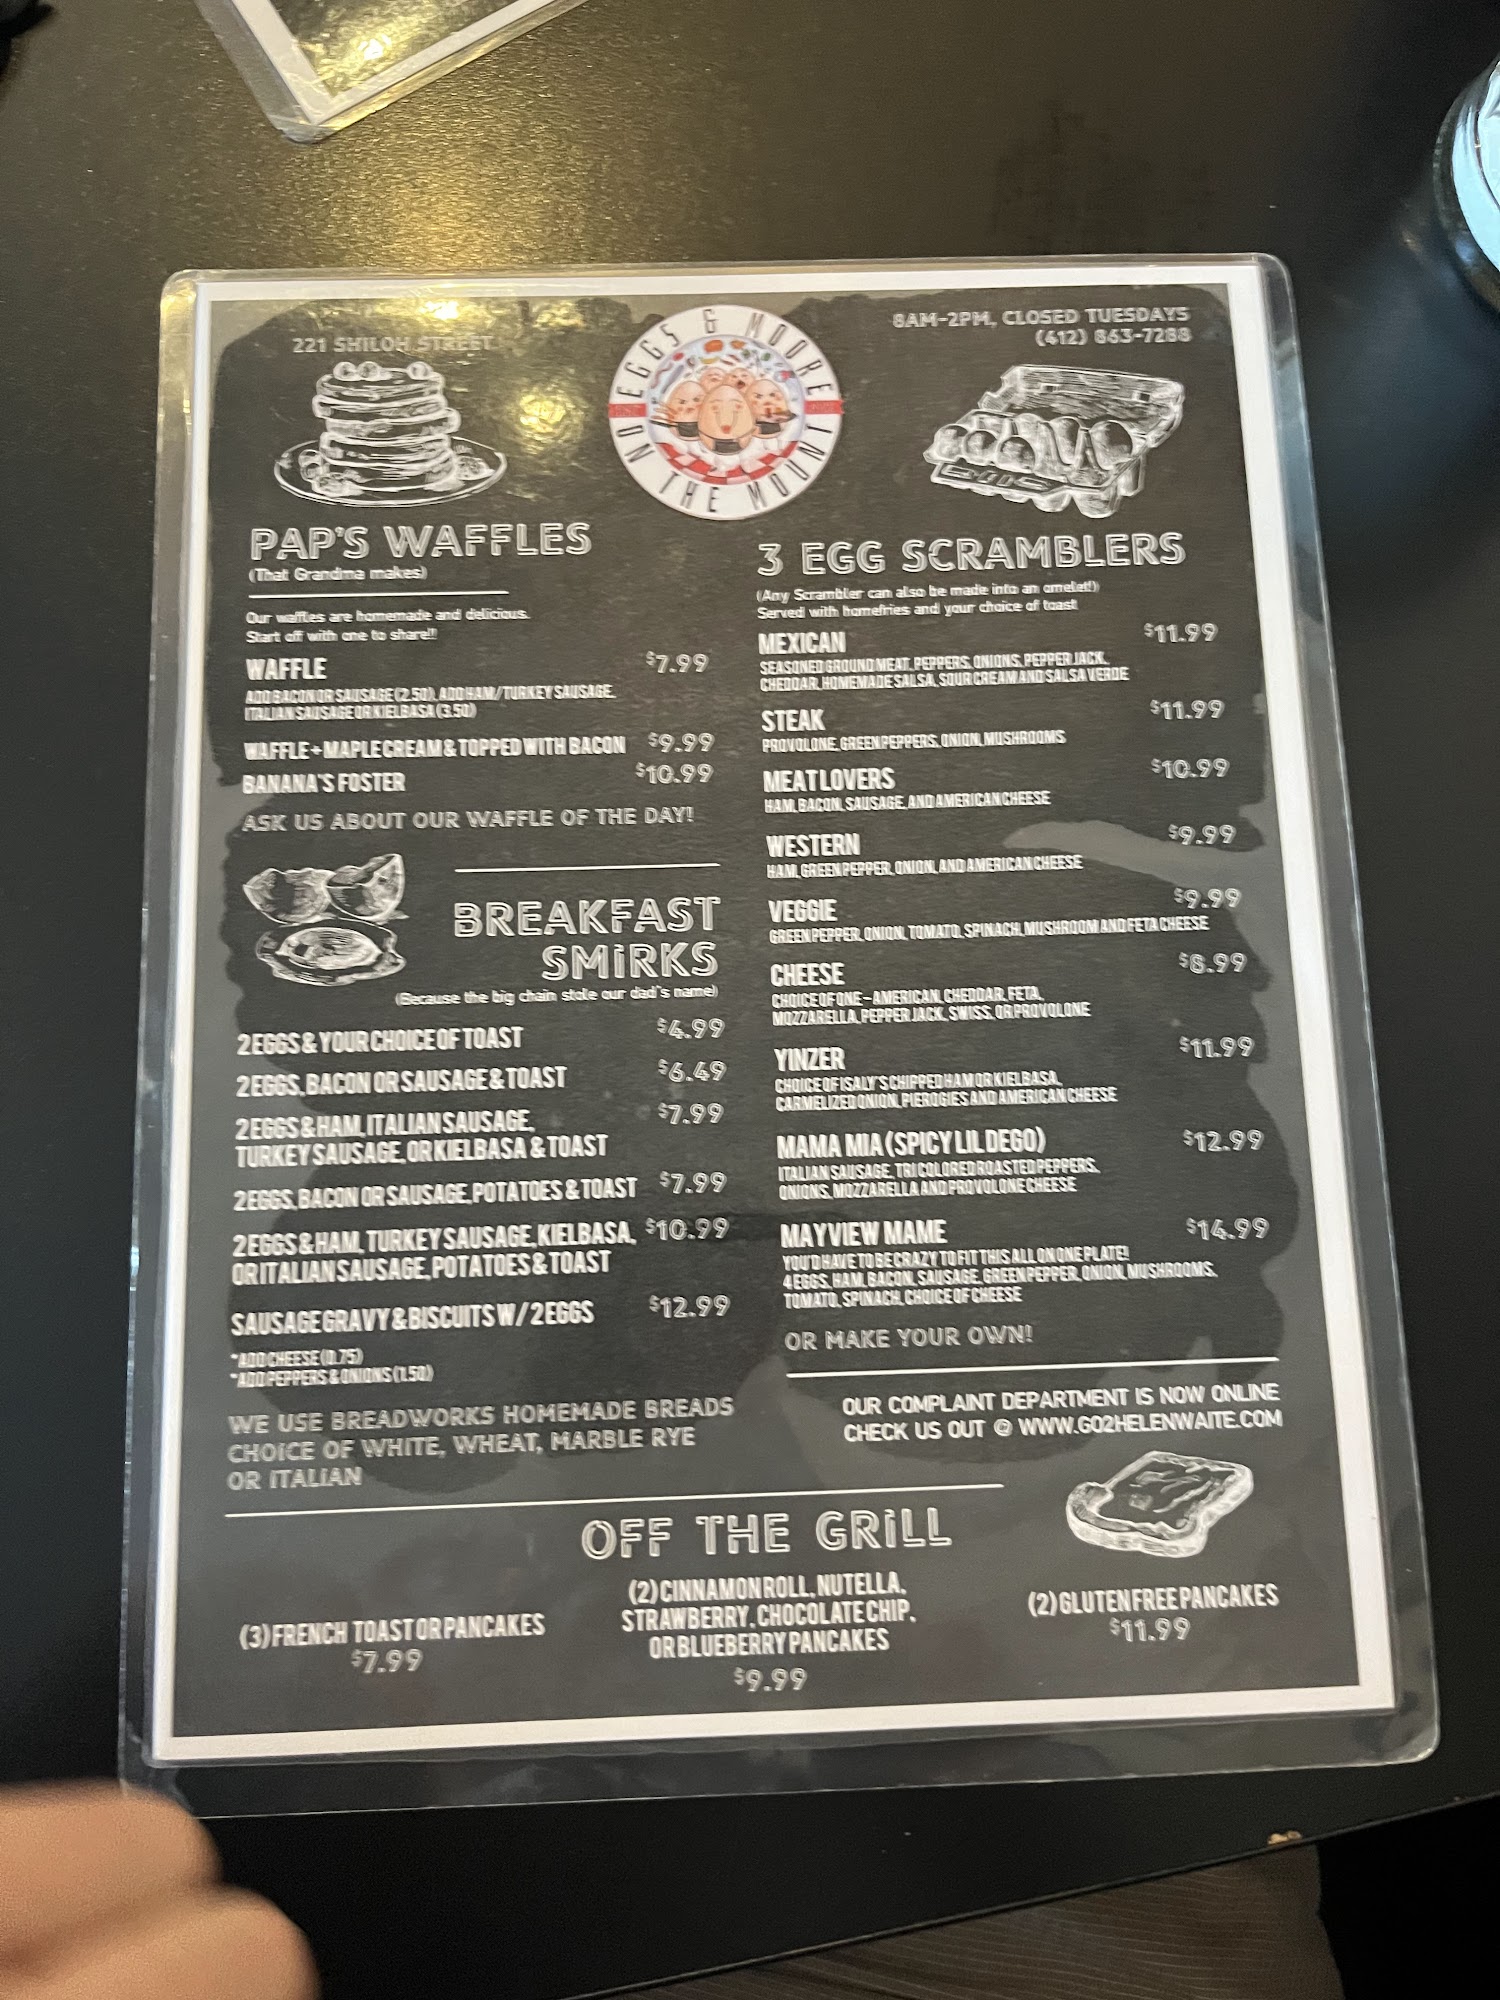 221 SHILOH STREET
EGGS & MOORE
ON THE MOUNT
8AM-2PM, CLOSED TUESDAYS
(412) 863-7288
PAP'S WAFFLES
(That Grandma makes)
Our waffles are homemade and delicious.
Start off with one to share!!
WAFFLE $7.99
ADD BACON OR SAUSAGE (2.50), ADD HAM/TURKEY SAUSAGE,
ITALIAN SAUSAGE OR KIELBASA (3.50)
WAFFLE + MAPLE CREAM & TOPPED WITH BACON $9.99
BANANA'S FOSTER $10.99
ASK US ABOUT OUR WAFFLE OF THE DAY!
BREAKFAST
SMIRKS
(Because the big chain stole our dad's name)
2 EGGS & YOUR CHOICE OF TOAST $4.99
2 EGGS, BACON OR SAUSAGE & TOAST $6.49
2 EGGS & HAM, ITALIAN SAUSAGE, $7.99
TURKEY SAUSAGE, OR KIELBASA & TOAST
2 EGGS, BACON OR SAUSAGE, POTATOES & TOAST $7.99
2 EGGS & HAM, TURKEY SAUSAGE, KIELBASA, $10.99
OR ITALIAN SAUSAGE, POTATOES & TOAST
SAUSAGE GRAVY & BISCUITS W/ 2 EGGS $12.99
*ADD CHEESE (0.75)
*ADD PEPPERS & ONIONS (1.50)
WE USE BREADWORKS HOMEMADE BREADS
CHOICE OF WHITE, WHEAT, MARBLE RYE
OR ITALIAN
3 EGG SCRAMBLERS
(Any Scrambler can also be made into an omelet!)
Served with homefries and your choice of toast
MEXICAN $11.99
SEASONED GROUND MEAT, PEPPERS, ONIONS, PEPPER JACK,
CHEDDAR, HOMEMADE SALSA, SOUR CREAM AND SALSA VERDE
STEAK $11.99
PROVOLONE, GREEN PEPPERS, ONION, MUSHROOMS
MEAT LOVERS $10.99
HAM, BACON, SAUSAGE, AND AMERICAN CHEESE
WESTERN $9.99
HAM, GREEN PEPPER, ONION, AND AMERICAN CHEESE
VEGGIE $9.99
GREEN PEPPER, ONION, TOMATO, SPINACH, MUSHROOM AND FETA CHEESE
CHEESE $8.99
CHOICE OF ONE - AMERICAN, CHEDDAR, FETA,
MOZZARELLA, PEPPER JACK, SWISS, OR PROVOLONE
YINZER $11.99
CHOICE OF ISALY'S CHIPPED HAM OR KIELBASA,
CARMELIZED ONION, PIEROGIES AND AMERICAN CHEESE
MAMA MIA (SPICY LIL DEGO) $12.99
ITALIAN SAUSAGE, TRI COLORED ROASTED PEPPERS,
ONIONS, MOZZARELLA AND PROVOLONE CHEESE
MAYVIEW MAME $14.99
YOU'D HAVE TO BE CRAZY TO FIT THIS ALL ON ONE PLATE!
4 EGGS, HAM, BACON, SAUSAGE, GREEN PEPPER, ONION, MUSHROOMS,
TOMATO, SPINACH, CHOICE OF CHEESE
OR MAKE YOUR OWN!
OUR COMPLAINT DEPARTMENT IS NOW ONLINE
CHECK US OUT @ WWW.GO2HELENWAITE.COM
OFF THE GRILL
(3) FRENCH TOAST OR PANCAKES
$7.99
(2) CINNAMON ROLL, NUTELLA,
STRAWBERRY, CHOCOLATE CHIP,
OR BLUEBERRY PANCAKES
$9.99
(2) GLUTEN FREE PANCAKES
$11.99